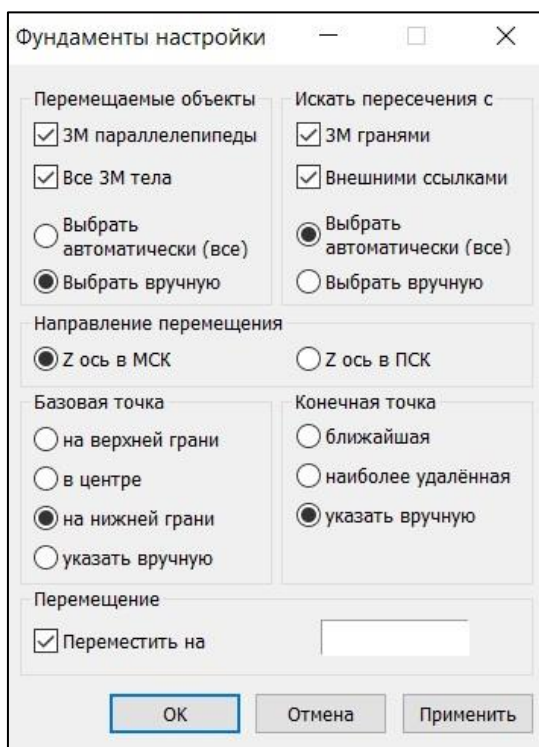 Фундаменты настройки
Перемещаемые объекты
3М параллелепипеды
Все 3М тела
Выбрать
автоматически (все)
Выбрать вручную
Искать пересечения с
3М гранями
Внешними ссылками
Выбрать
автоматически (все)
Выбрать вручную
Направление перемещения
Z ось в МСК
Z ось в ПСК
Базовая точка
на верхней грани
в центре
на нижней грани
указать вручную
Конечная точка
ближайшая
наиболее удалённая
указать вручную
Перемещение
Переместить на
ОК
Отмена
Применить